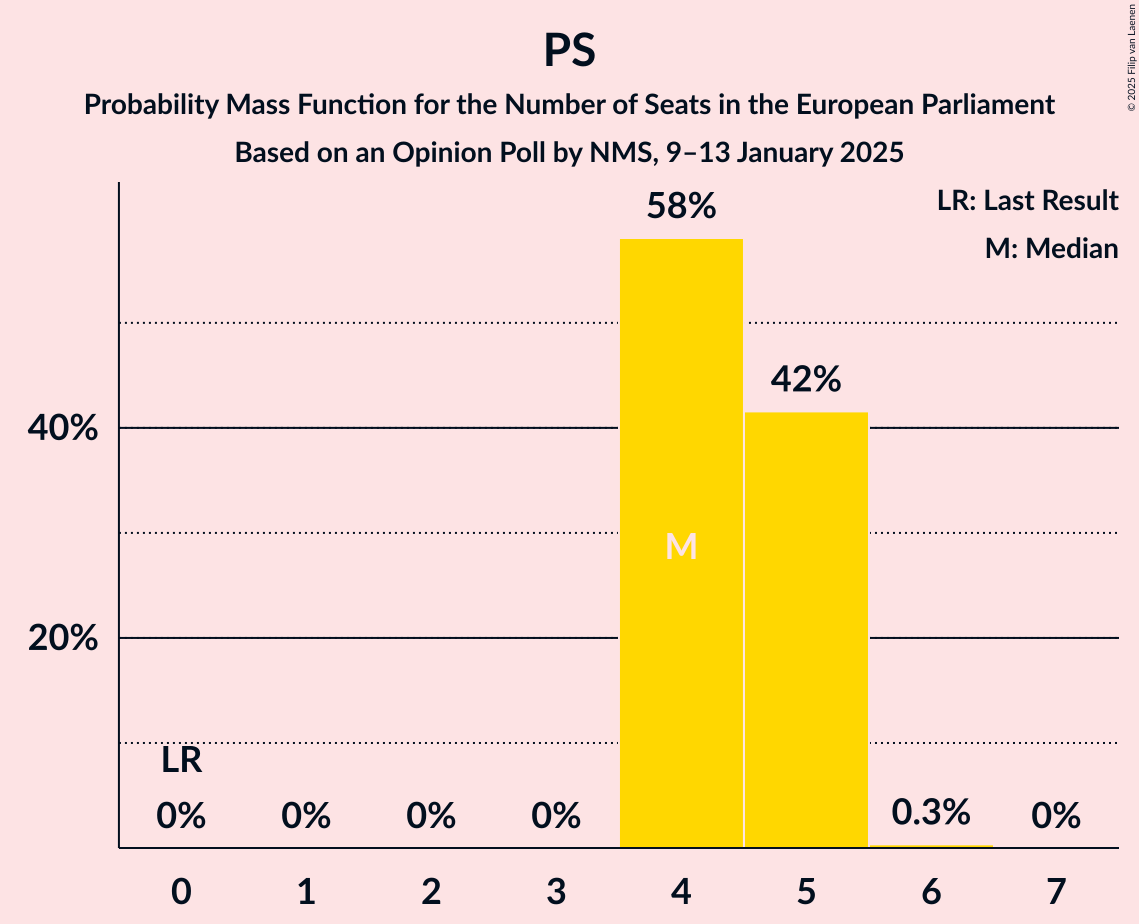 PS
Probability Mass Function for the Number of Seats in the European Parliament
Based on an Opinion Poll by NMS, 9–13 January 2025
© 2025 Filip van Laenen
LR: Last Result
M: Median
58%
42%
40%
M
20%
LR
0%
0%
0%
0%
0.3%
0%
0
1
2
3
4
5
6
7